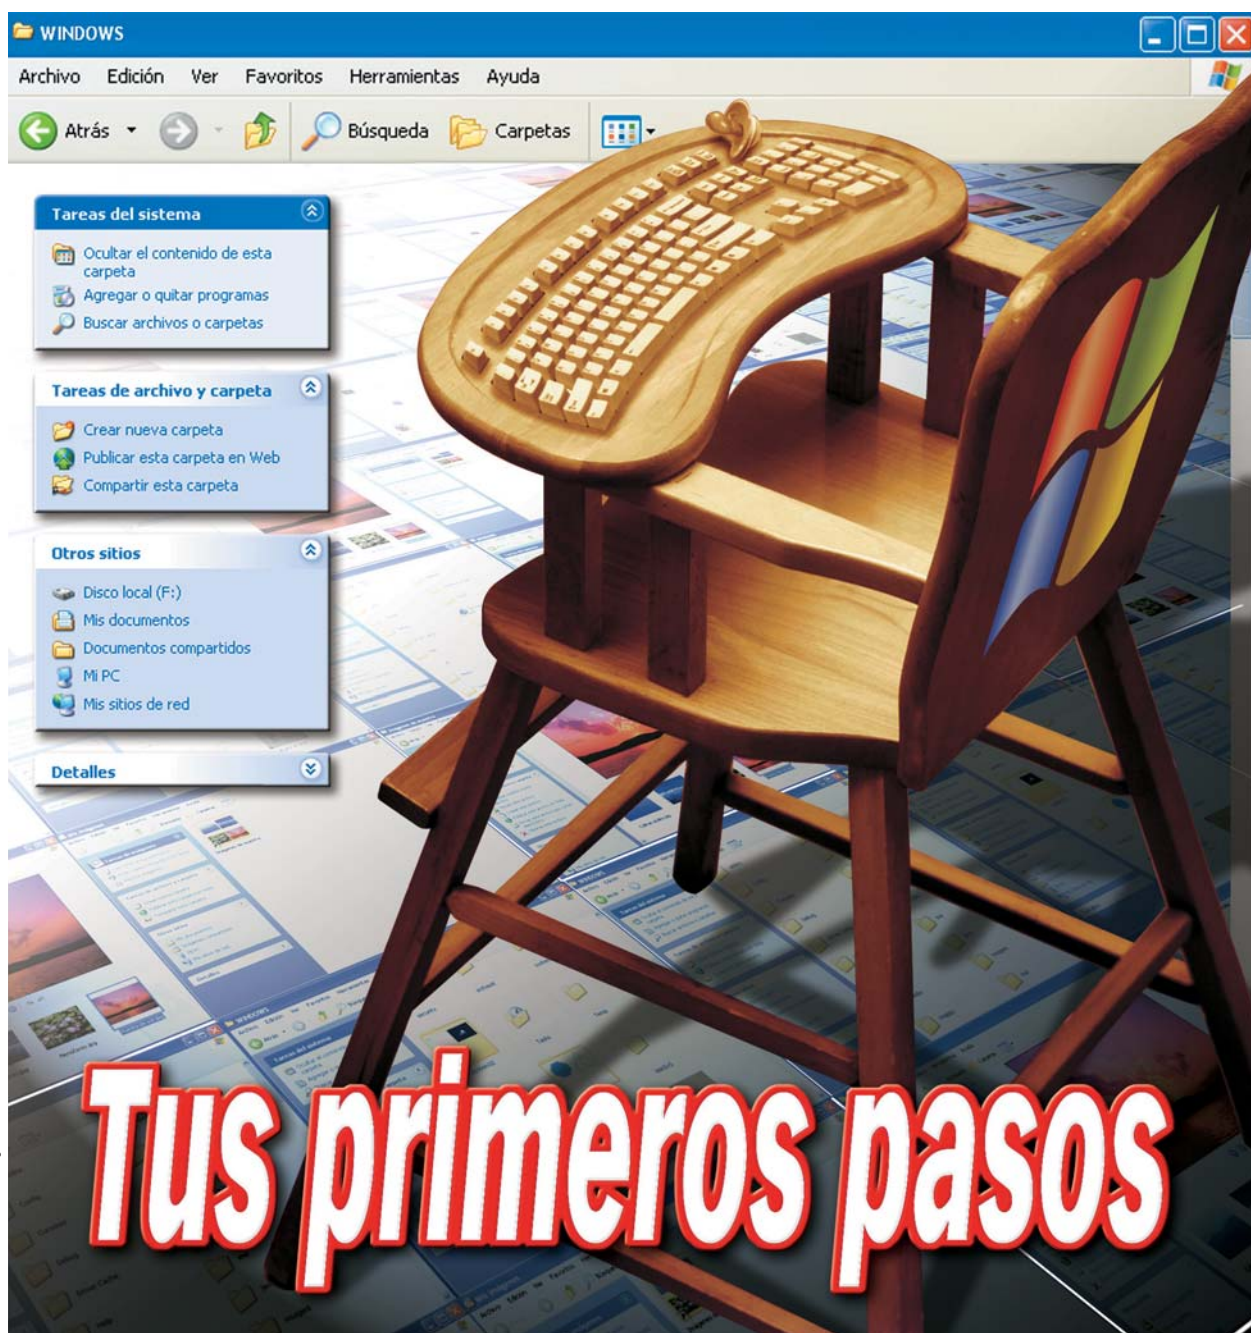 WINDOWS
Archivo Edición Ver Favoritos Herramientas Ayuda
Atrás Búsqueda Carpetas
Tareas del sistema
Ocultar el contenido de esta
carpeta
Agregar o quitar programas
Buscar archivos o carpetas
Tareas de archivo y carpeta
Crear nueva carpeta
Publicar esta carpeta en Web
Compartir esta carpeta
Otros sitios
Disco local (F:)
Mis documentos
Documentos compartidos
Mi PC
Mis sitios de red
Detalles
Tus primeros pasos